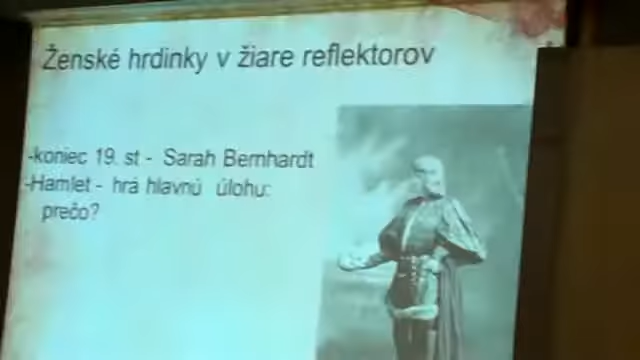 Ženské hrdinky v žiare reflektorov
-koniec 19. st - Sarah Bernhardt
-Hamlet - hrá hlavnú úlohu:
prečo?